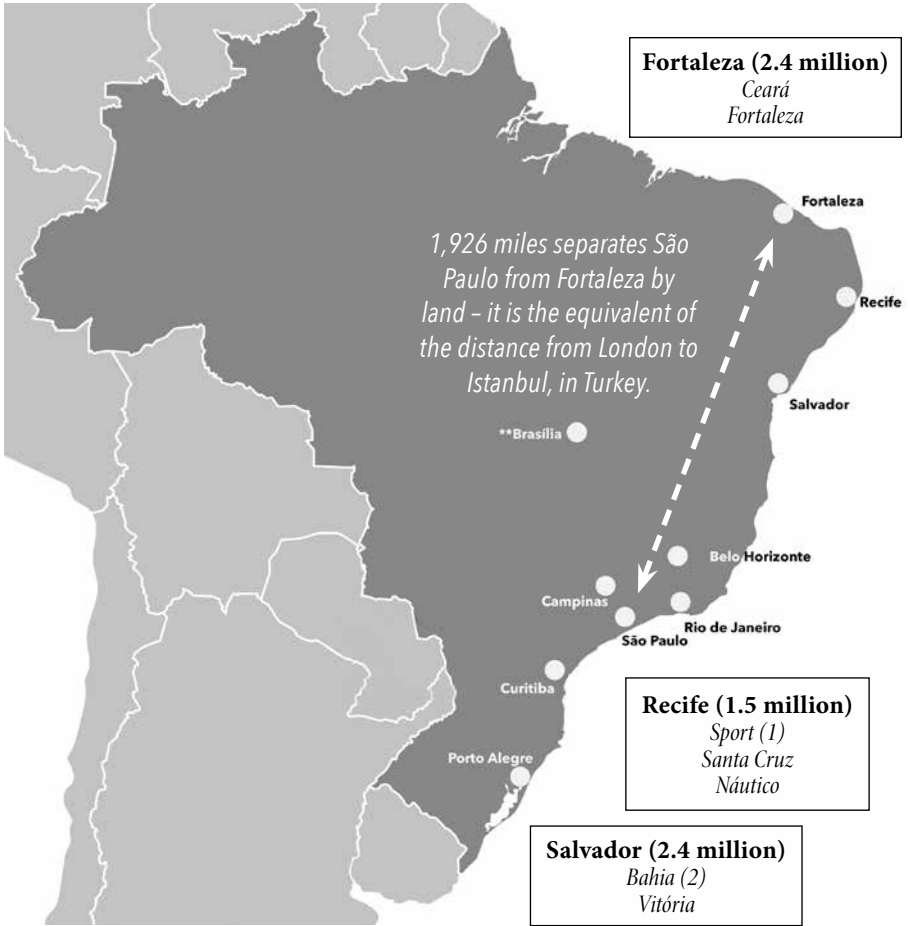 Fortaleza (2.4 million)
Ceará
Fortaleza
Fortaleza
1,926 miles separates São
Paulo from Fortaleza by
land – it is the equivalent of
the distance from London to
Istanbul, in Turkey.
Recife
Salvador
**Brasília
Belo Horizonte
Campinas
Rio de Janeiro
São Paulo
Curitiba
Recife (1.5 million)
Sport (1)
Santa Cruz
Náutico
Porto Alegre
Salvador (2.4 million)
Bahia (2)
Vitória